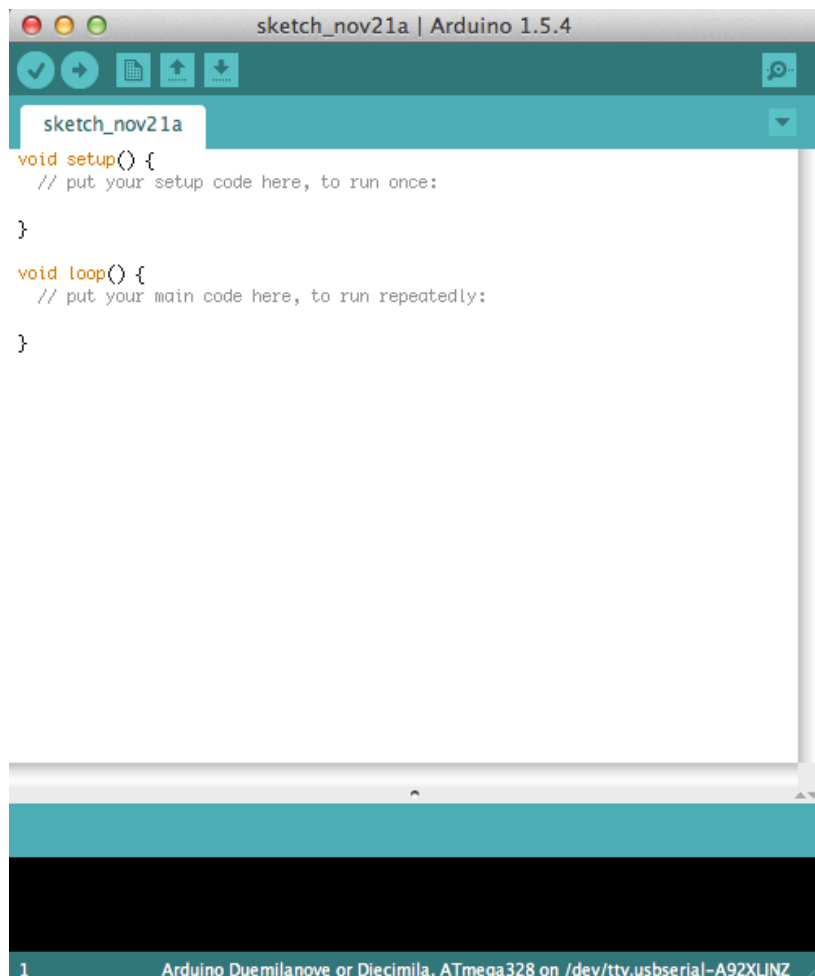 sketch_nov21a | Arduino 1.5.4
sketch_nov21a
void setup() {
  // put your setup code here, to run once:
}
void loop() {
  // put your main code here, to run repeatedly:
}
1 Arduino Duemilanove or Diecimila, ATmega328 on /dev/tty.usbserial-A92XLJNZ